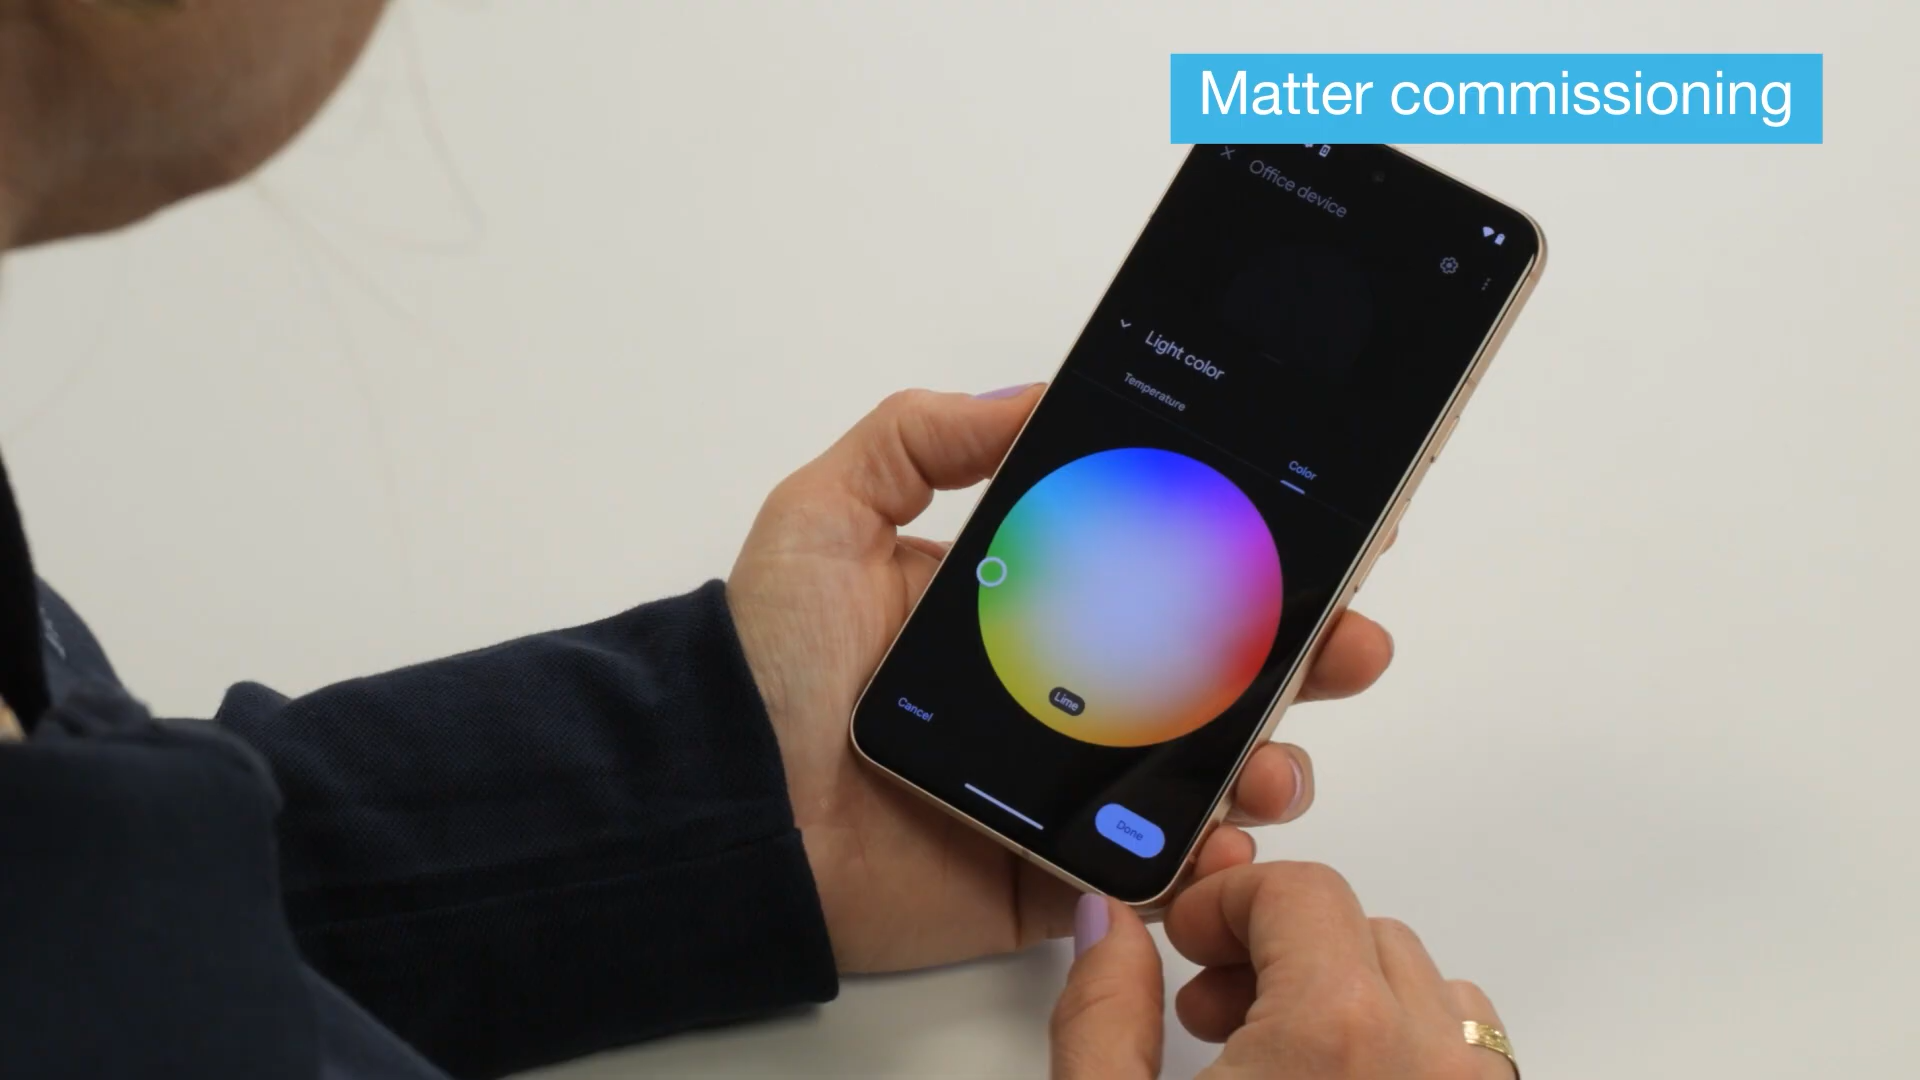 Matter commissioning
Office device
Light color
Temperature
Color
Lime
Cancel
Done